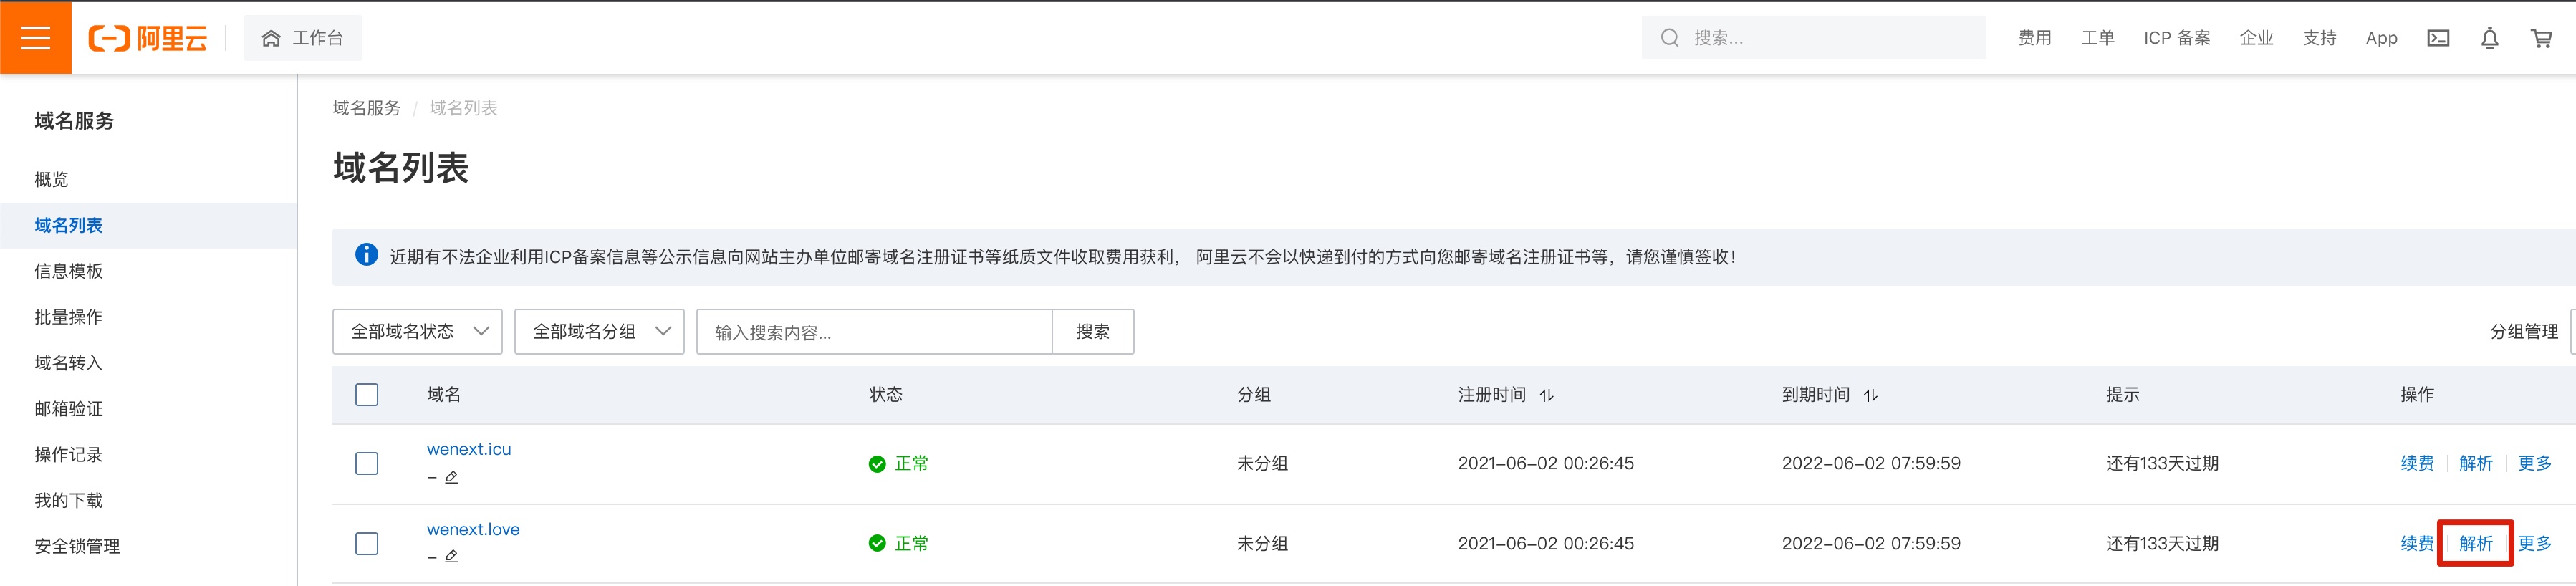 阿里云 工作台 搜索... 费用 工单 ICP 备案 企业 支持 App
域名服务
概览
域名列表
信息模板
批量操作
域名转入
邮箱验证
操作记录
我的下载
安全锁管理
域名服务 / 域名列表
域名列表
近期有不法企业利用ICP备案信息等公示信息向网站主办单位邮寄域名注册证书等纸质文件收取费用获利， 阿里云不会以快递到付的方式向您邮寄域名注册证书等，请您谨慎签收！
全部域名状态 全部域名分组 输入搜索内容... 搜索 分组管理
域名 状态 分组 注册时间 到期时间 提示 操作
wenext.icu 正常 未分组 2021-06-02 00:26:45 2022-06-02 07:59:59 还有133天过期 续费 解析 更多
–
wenext.love 正常 未分组 2021-06-02 00:26:45 2022-06-02 07:59:59 还有133天过期 续费 解析 更多
–